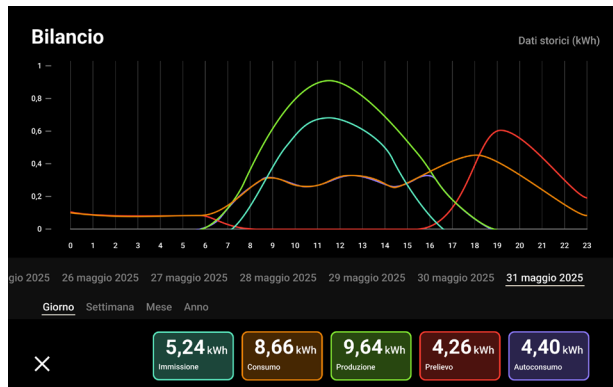 Bilancio
Dati storici (kWh)
1
0,8
0,6
0,4
0,2
0
0 1 2 3 4 5 6 7 8 9 10 11 12 13 14 15 16 17 18 19 20 21 22 23
gio 2025 26 maggio 2025 27 maggio 2025 28 maggio 2025 29 maggio 2025 30 maggio 2025 31 maggio 2025
Giorno Settimana Mese Anno
5,24 kWh 8,66 kWh 9,64 kWh 4,26 kWh 4,40 kWh
Immissione Consumo Produzione Prelievo Autoconsumo